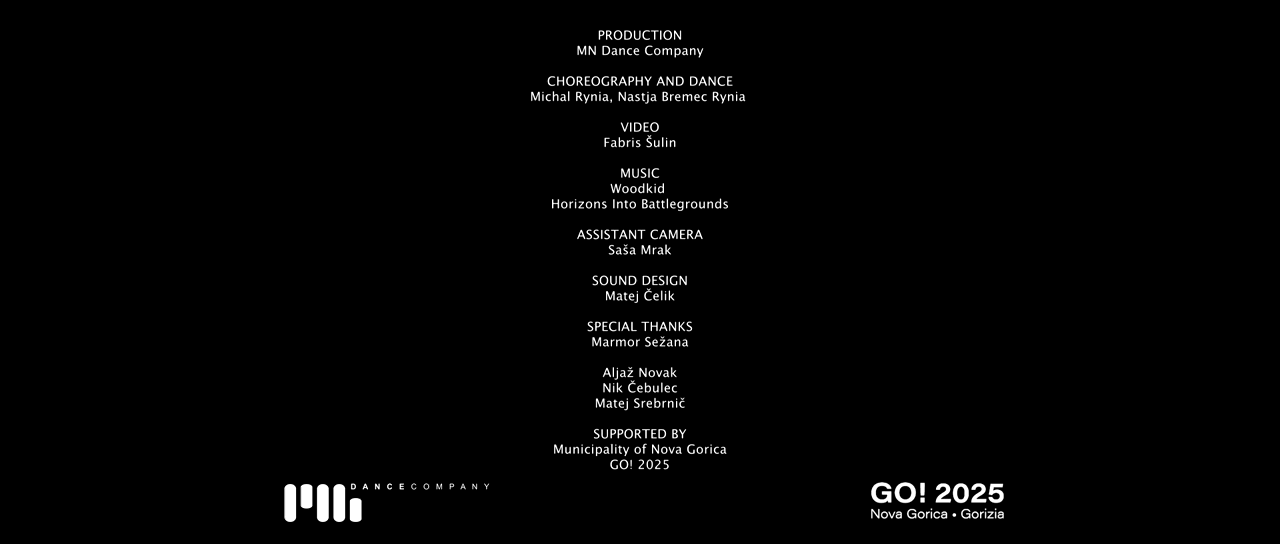 PRODUCTION
MN Dance Company
CHOREOGRAPHY AND DANCE
Michal Rynia, Nastja Bremec Rynia
VIDEO
Fabris Šulin
MUSIC
Woodkid
Horizons Into Battlegrounds
ASSISTANT CAMERA
Saša Mrak
SOUND DESIGN
Matej Čelik
SPECIAL THANKS
Marmor Sežana
Aljaž Novak
Nik Čebulec
Matej Srebrnič
SUPPORTED BY
Municipality of Nova Gorica
GO! 2025
DANCECOMPANY
GO! 2025
Nova Gorica • Gorizia